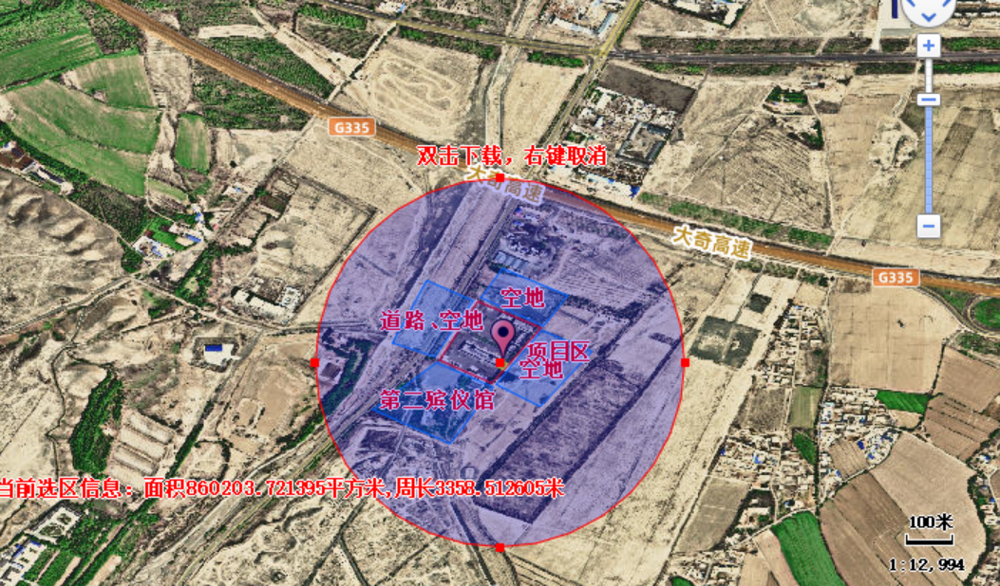 G335
双击下载，右键取消
大奇高速
大奇高速
G335
空地
道路、空地
项目区
空地
第二殡仪馆
当前选区信息：面积860203.721395平方米,周长3358.512605米
100米
1:12,994